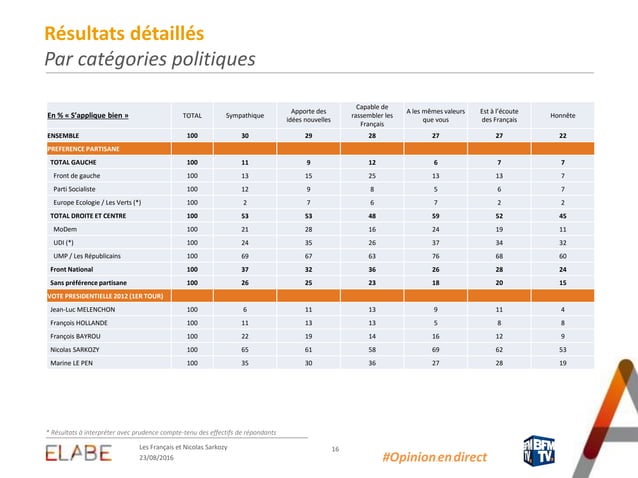 Résultats détaillés
Par catégories politiques
En % « S'applique bien » TOTAL Sympathique Apporte des idées nouvelles Capable de rassembler les Français A les mêmes valeurs que vous Est à l'écoute des Français Honnête
ENSEMBLE 100 30 29 28 27 27 22
PREFERENCE PARTISANE
TOTAL GAUCHE 100 11 9 12 6 7 7
Front de gauche 100 13 15 25 13 13 7
Parti Socialiste 100 12 9 8 5 6 7
Europe Ecologie / Les Verts (*) 100 2 7 6 7 2 2
TOTAL DROITE ET CENTRE 100 53 53 48 59 52 45
MoDem 100 21 28 16 24 19 11
UDI (*) 100 24 35 26 37 34 32
UMP / Les Républicains 100 69 67 63 76 68 60
Front National 100 37 32 36 26 28 24
Sans préférence partisane 100 26 25 23 18 20 15
VOTE PRESIDENTIELLE 2012 (1ER TOUR)
Jean-Luc MELENCHON 100 6 11 13 9 11 4
François HOLLANDE 100 11 13 13 5 8 8
François BAYROU 100 22 19 14 16 12 9
Nicolas SARKOZY 100 65 61 58 69 62 53
Marine LE PEN 100 35 30 36 27 28 19
* Résultats à interpréter avec prudence compte-tenu des effectifs de répondants
ELABE
Les Français et Nicolas Sarkozy
23/08/2016
16
#Opinion en direct
BFM TV.